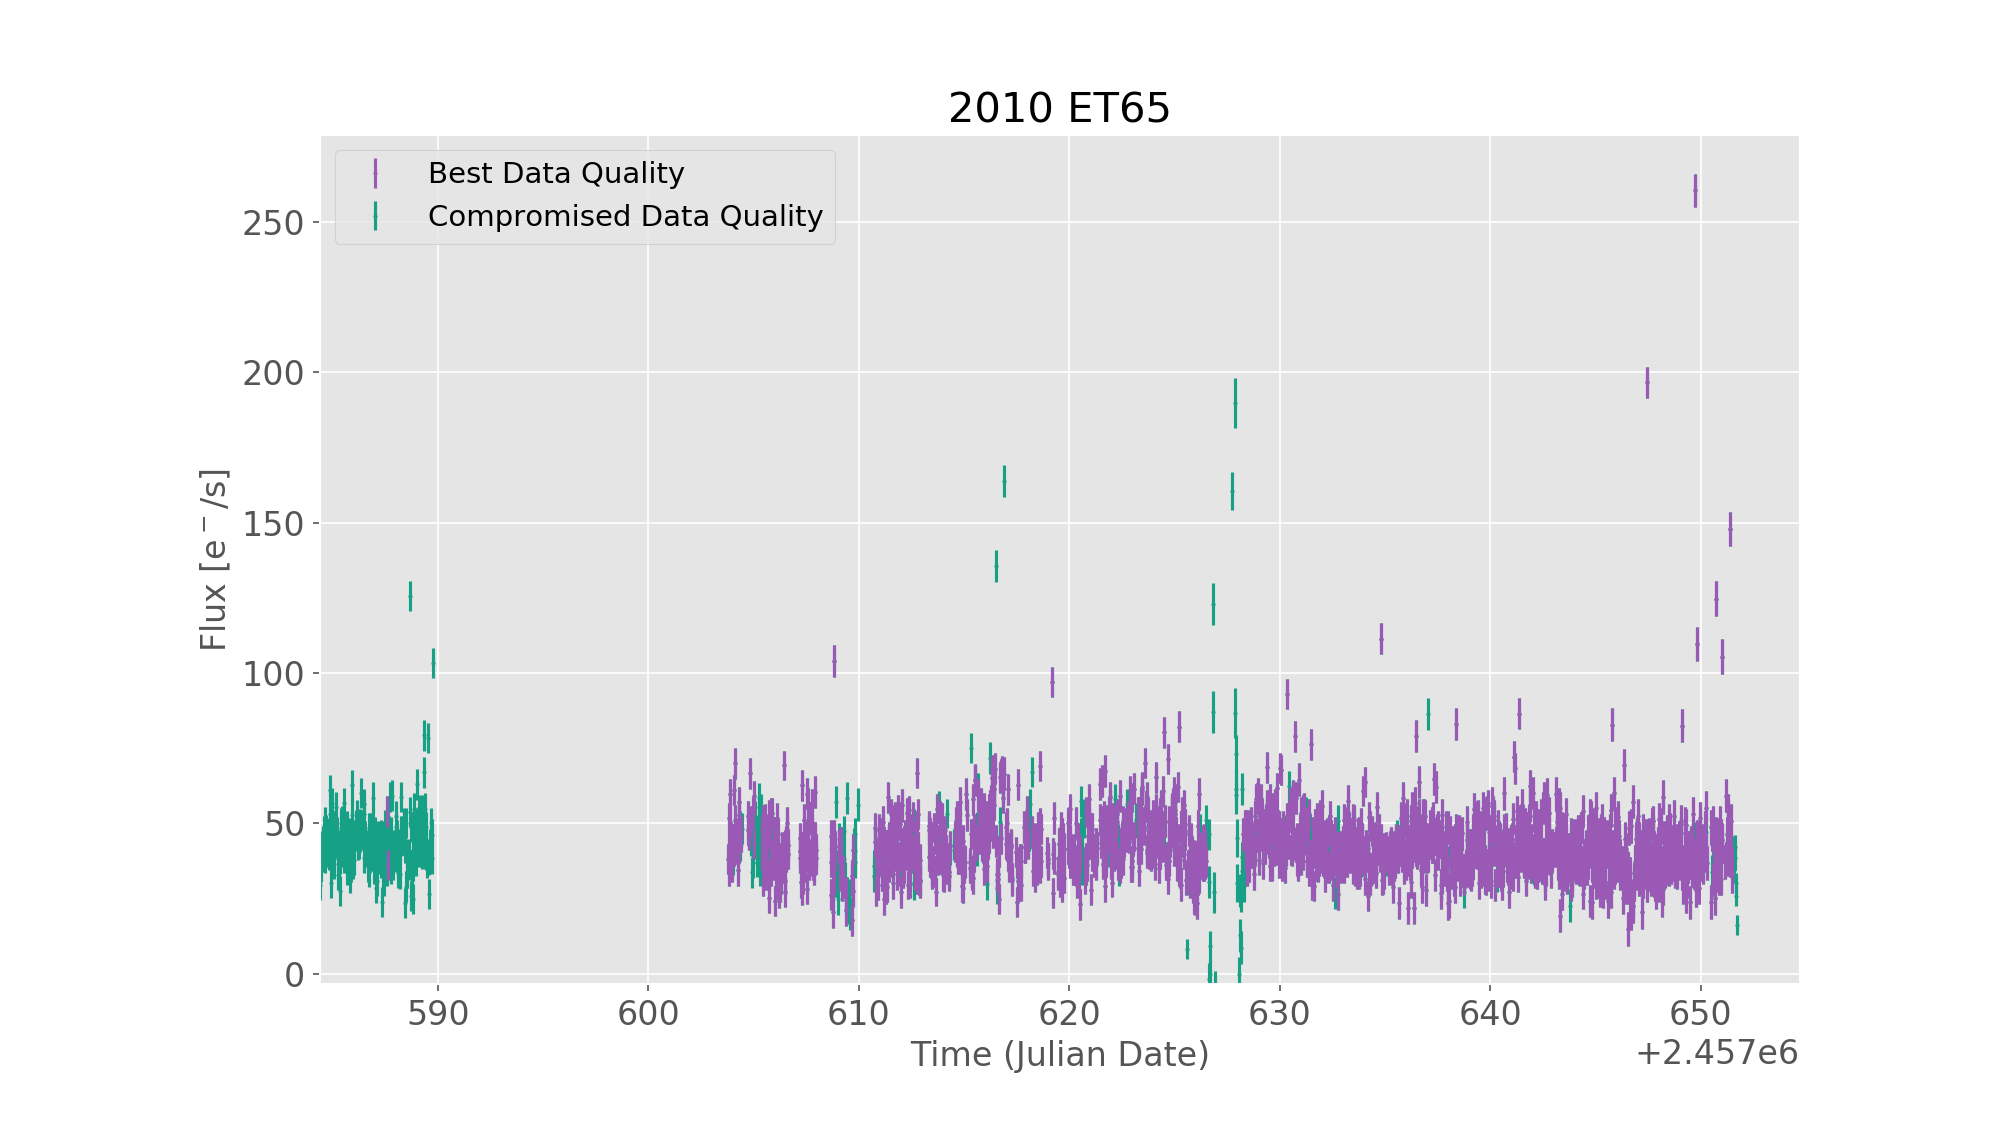 2010 ET65
Best Data Quality
Compromised Data Quality
250
200
150
100
50
0
Flux [e⁻/s]
590 600 610 620 630 640 650
Time (Julian Date)
+2.457e6